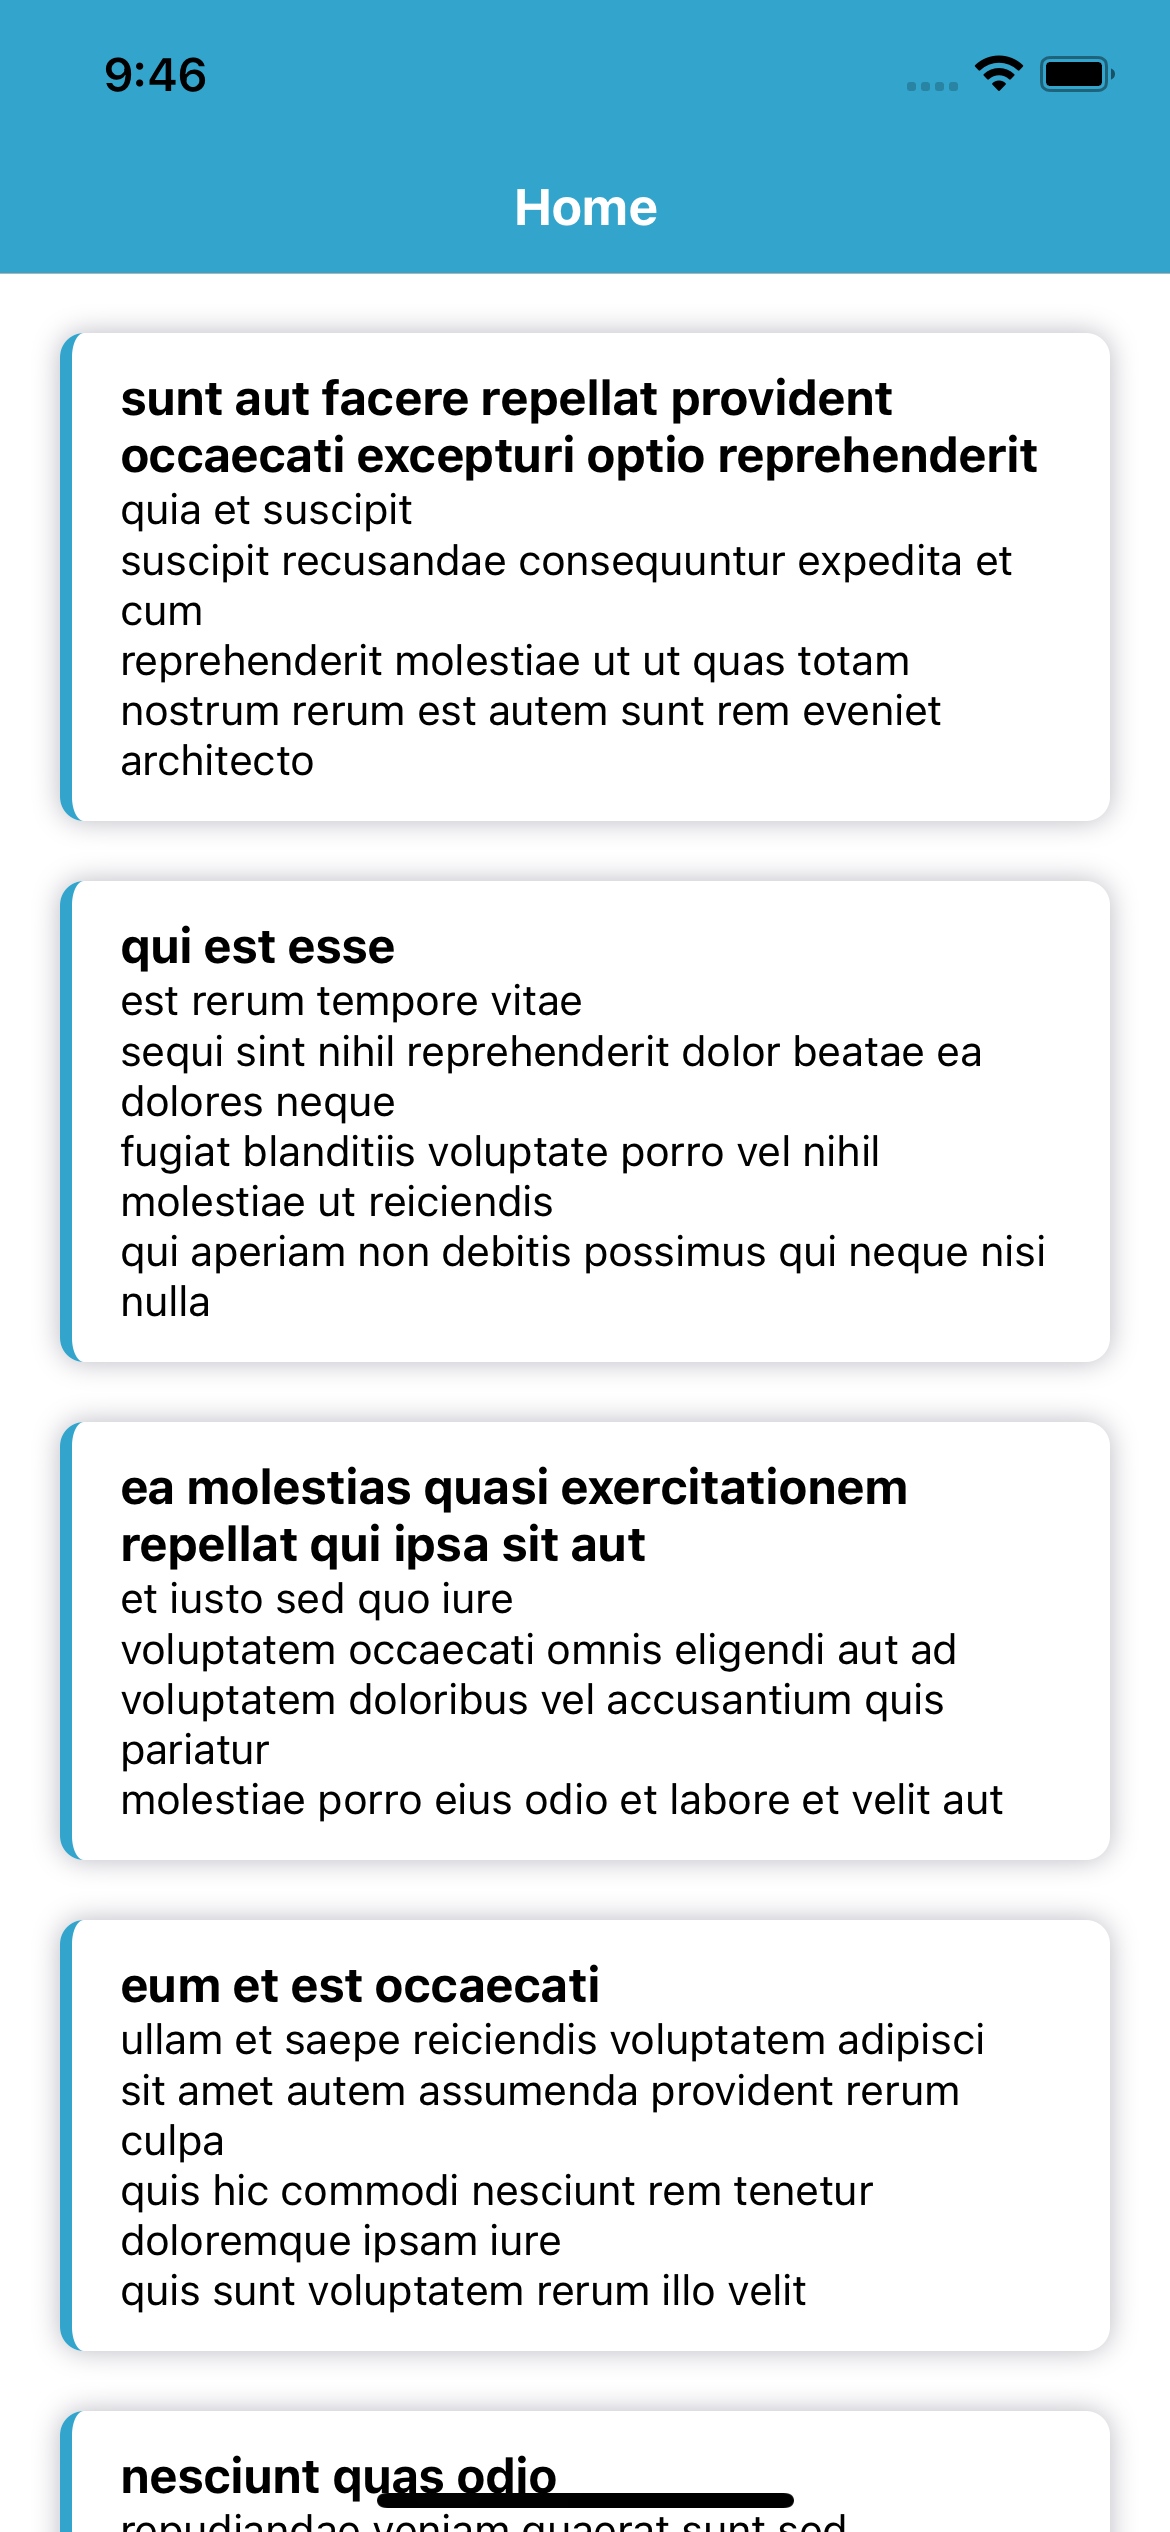 9:46
Home
sunt aut facere repellat provident
occaecati excepturi optio reprehenderit
quia et suscipit
suscipit recusandae consequuntur expedita et
cum
reprehenderit molestiae ut ut quas totam
nostrum rerum est autem sunt rem eveniet
architecto
qui est esse
est rerum tempore vitae
sequi sint nihil reprehenderit dolor beatae ea
dolores neque
fugiat blanditiis voluptate porro vel nihil
molestiae ut reiciendis
qui aperiam non debitis possimus qui neque nisi
nulla
ea molestias quasi exercitationem
repellat qui ipsa sit aut
et iusto sed quo iure
voluptatem occaecati omnis eligendi aut ad
voluptatem doloribus vel accusantium quis
pariatur
molestiae porro eius odio et labore et velit aut
eum et est occaecati
ullam et saepe reiciendis voluptatem adipisci
sit amet autem assumenda provident rerum
culpa
quis hic commodi nesciunt rem tenetur
doloremque ipsam iure
quis sunt voluptatem rerum illo velit
nesciunt quas odio
repudiandae veniam quaerat sunt sed